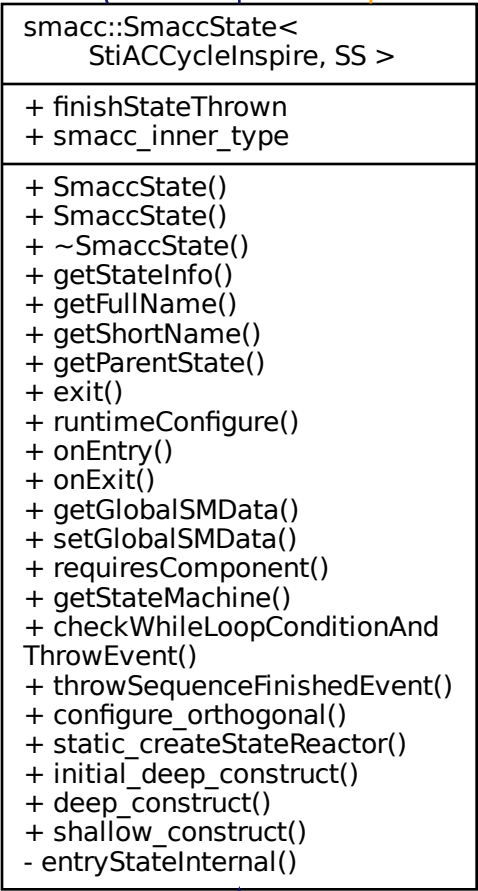 smacc::SmaccState<
StiACCycleInspire, SS >
+ finishStateThrown
+ smacc_inner_type
+ SmaccState()
+ SmaccState()
+ ~SmaccState()
+ getStateInfo()
+ getFullName()
+ getShortName()
+ getParentState()
+ exit()
+ runtimeConfigure()
+ onEntry()
+ onExit()
+ getGlobalSMData()
+ setGlobalSMData()
+ requiresComponent()
+ getStateMachine()
+ checkWhileLoopConditionAnd
ThrowEvent()
+ throwSequenceFinishedEvent()
+ configure_orthogonal()
+ static_createStateReactor()
+ initial_deep_construct()
+ deep_construct()
+ shallow_construct()
- entryStateInternal()